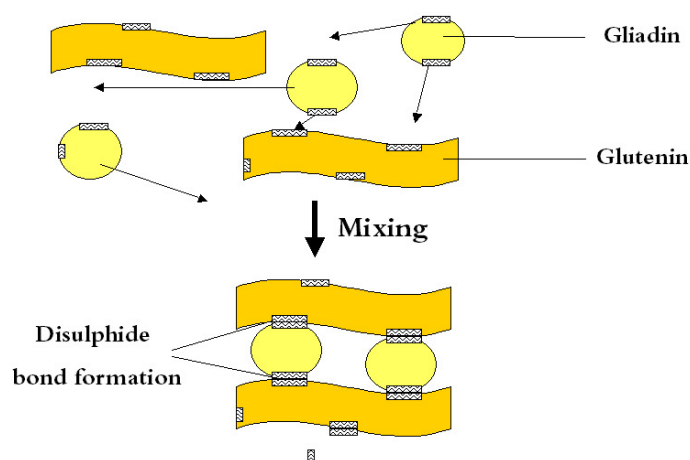 Gliadin
Glutenin
Mixing
Disulphide
bond formation